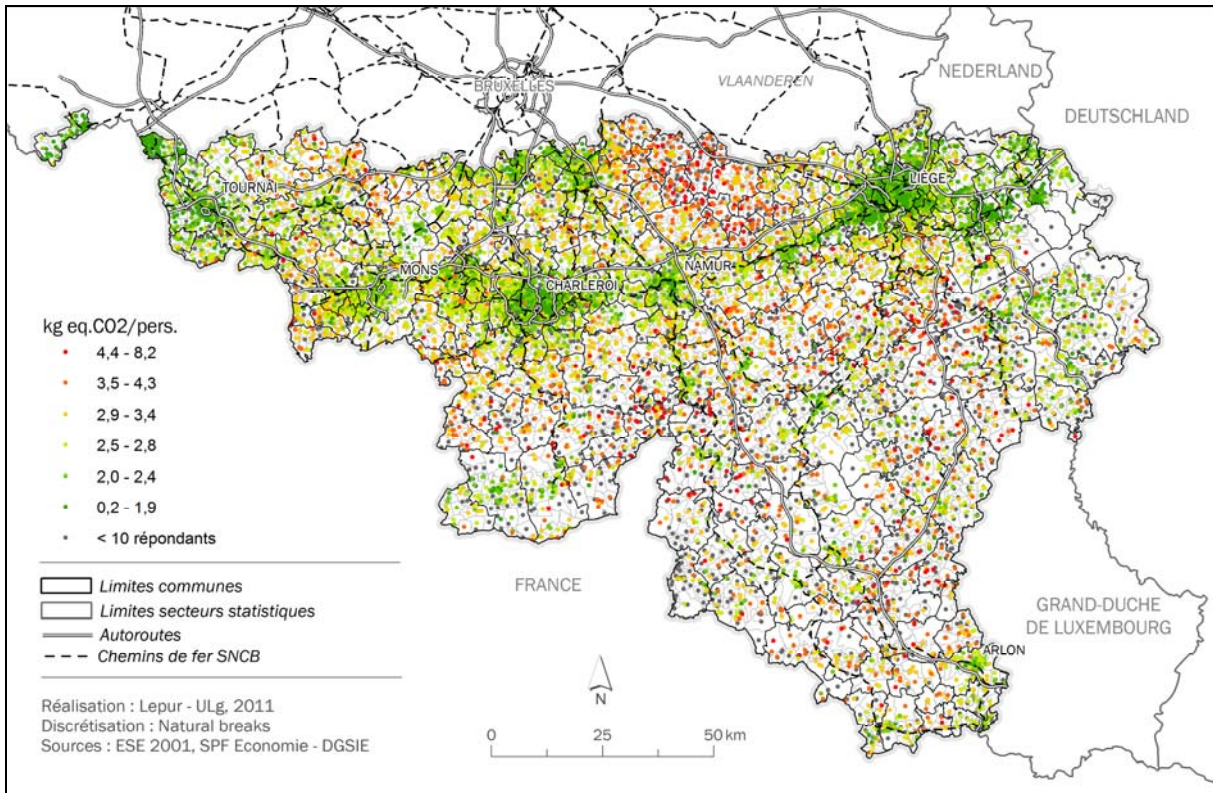 NEDERLAND
VLAANDEREN
BRUXELLES
DEUTSCHLAND
LIEGE
TOURNAI
MONS
NAMUR
CHARLEROI
kg eq.CO2/pers.
4,4 - 8,2
3,5 - 4,3
2,9 - 3,4
2,5 - 2,8
2,0 - 2,4
0,2 - 1,9
< 10 répondants
Limites communes
Limites secteurs statistiques
Autoroutes
Chemins de fer SNCB
FRANCE
GRAND-DUCHE
DE LUXEMBOURG
ARLON
N
Réalisation : Lepur - ULg, 2011
Discrétisation : Natural breaks
Sources : ESE 2001, SPF Economie - DGSIE
0 25 50 km